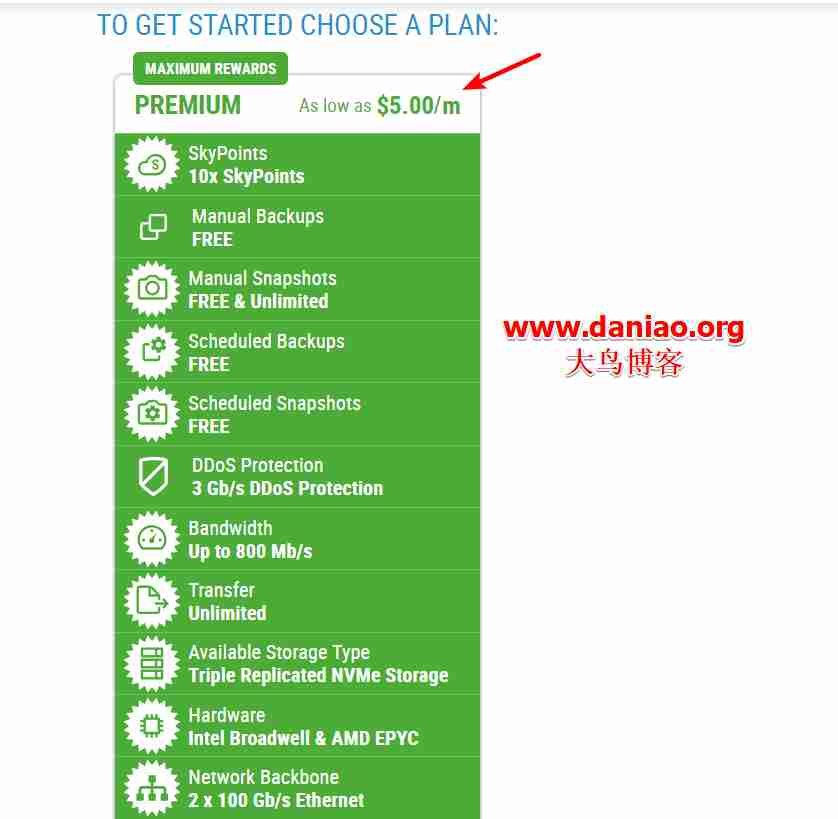 TO GET STARTED CHOOSE A PLAN:
MAXIMUM REWARDS
PREMIUM As low as $5.00/m
SkyPoints
10x SkyPoints
Manual Backups
FREE
Manual Snapshots
FREE & Unlimited
Scheduled Backups
FREE
Scheduled Snapshots
FREE
DDoS Protection
3 Gb/s DDoS Protection
Bandwidth
Up to 800 Mb/s
Transfer
Unlimited
Available Storage Type
Triple Replicated NVMe Storage
Hardware
Intel Broadwell & AMD EPYC
Network Backbone
2 x 100 Gb/s Ethernet
www.daniao.org
大鸟博客